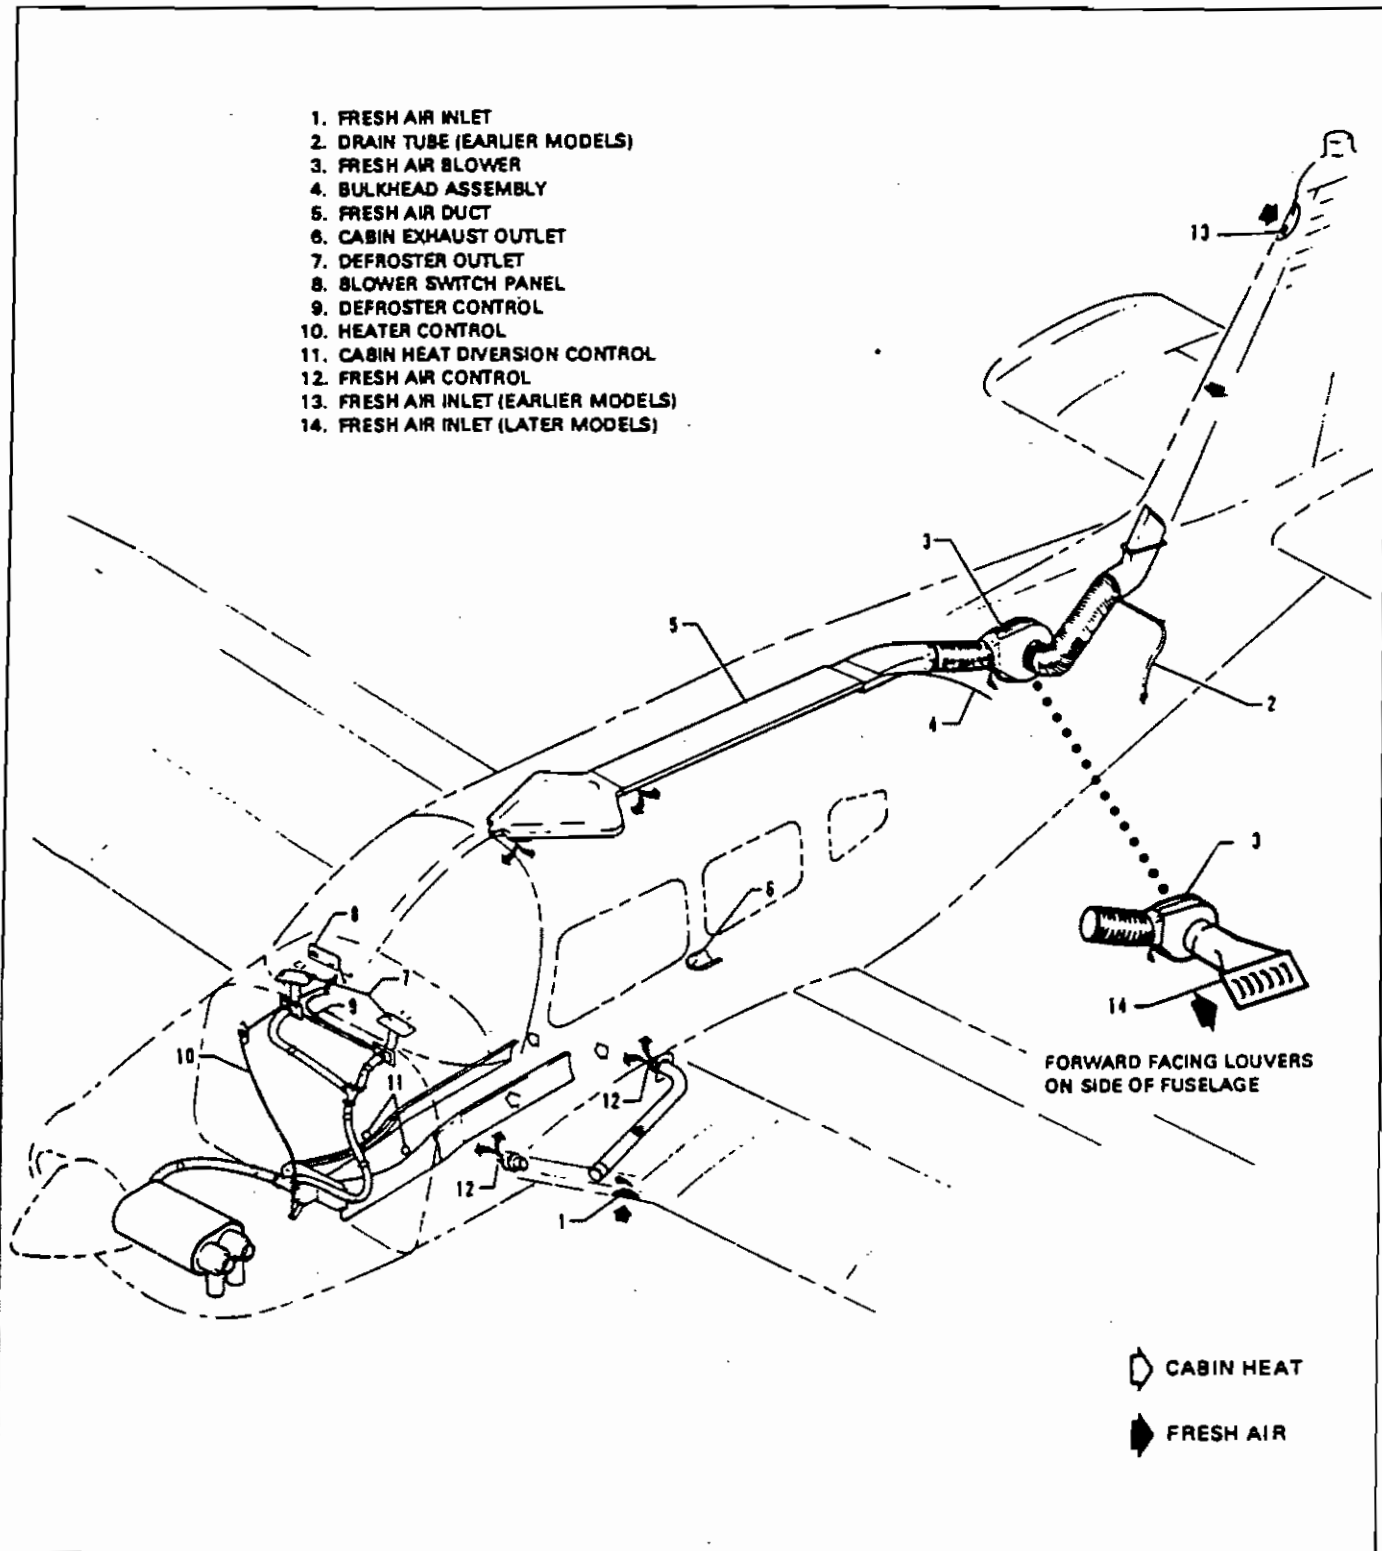 1. FRESH AIR INLET
2. DRAIN TUBE (EARLIER MODELS)
3. FRESH AIR BLOWER
4. BULKHEAD ASSEMBLY
5. FRESH AIR DUCT
6. CABIN EXHAUST OUTLET
7. DEFROSTER OUTLET
8. BLOWER SWITCH PANEL
9. DEFROSTER CONTROL
10. HEATER CONTROL
11. CABIN HEAT DIVERSION CONTROL
12. FRESH AIR CONTROL
13. FRESH AIR INLET (EARLIER MODELS)
14. FRESH AIR INLET (LATER MODELS)
13
3
5
4
2
3
6
8
7
9
14
10
11
12
FORWARD FACING LOUVERS
ON SIDE OF FUSELAGE
12
1
CABIN HEAT
FRESH AIR